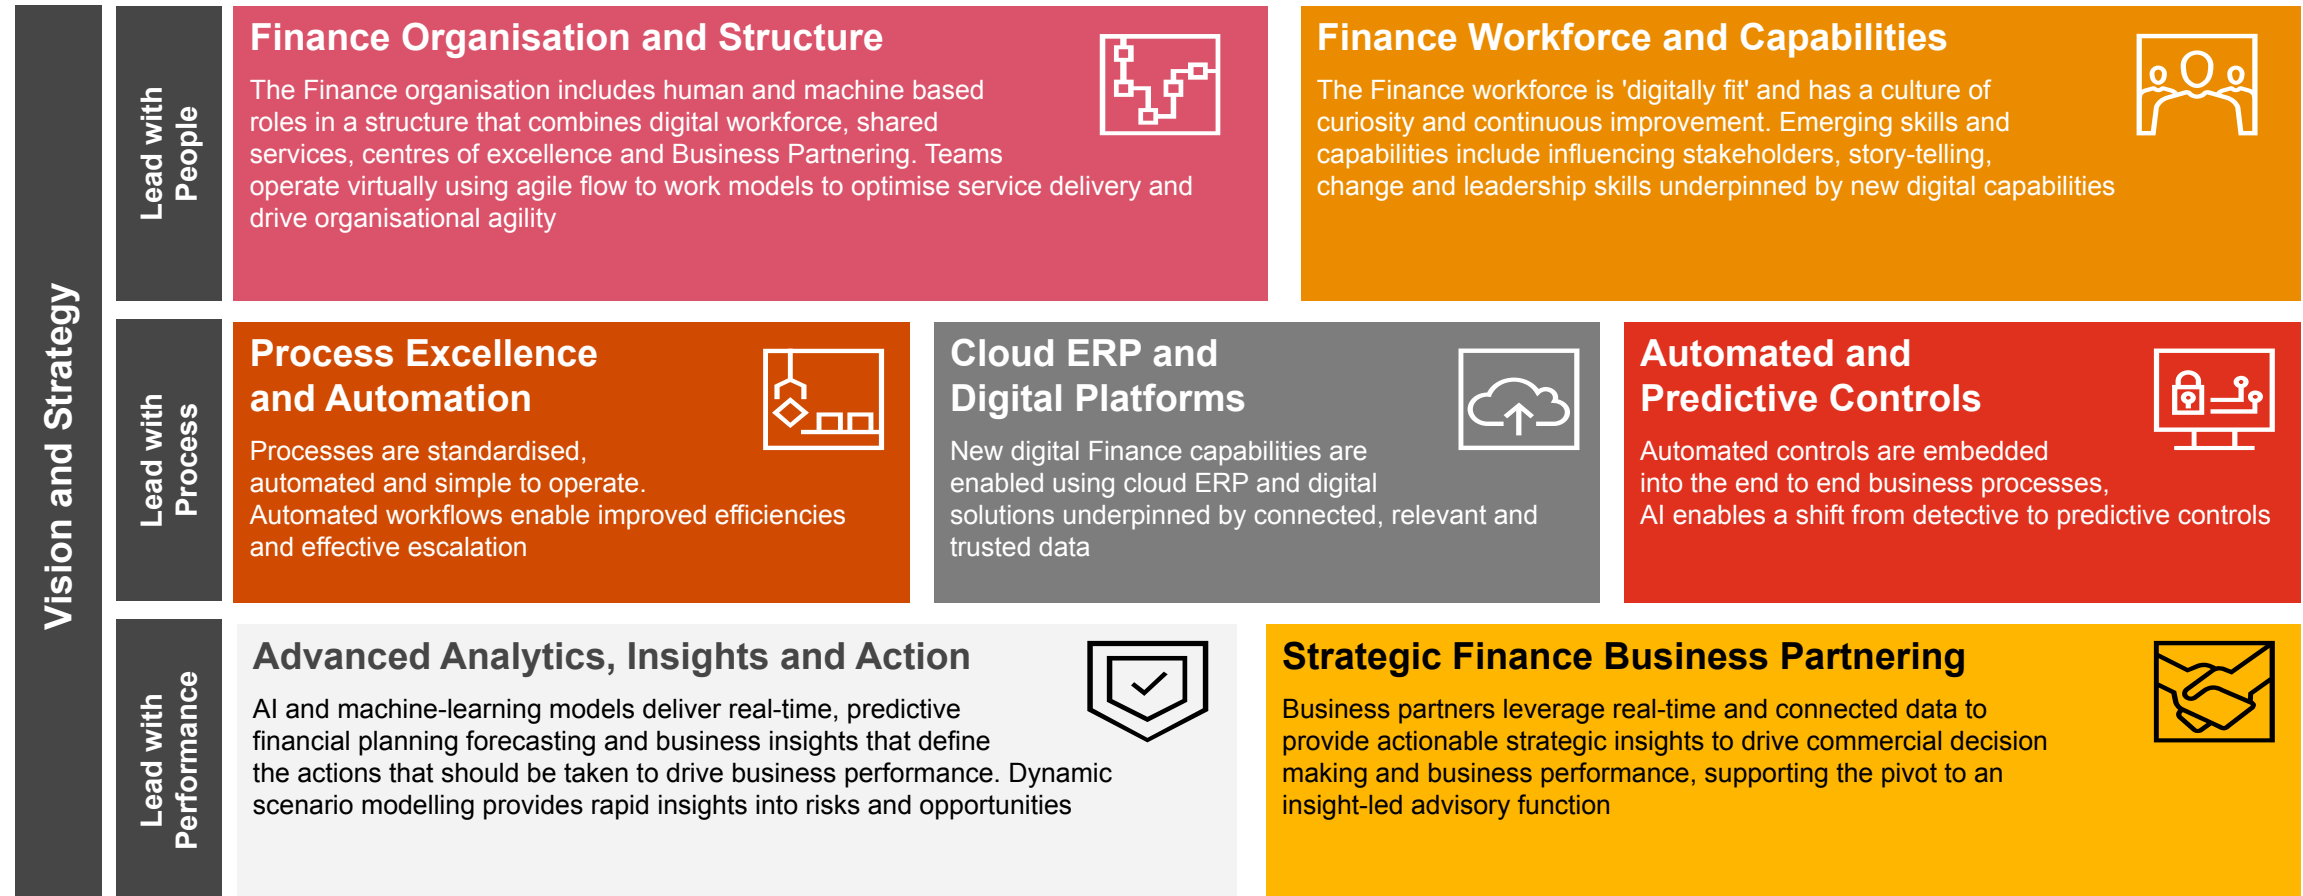 Vision and Strategy
Lead with
People
Finance Organisation and Structure
The Finance organisation includes human and machine based
roles in a structure that combines digital workforce, shared
services, centres of excellence and Business Partnering. Teams
operate virtually using agile flow to work models to optimise service delivery and
drive organisational agility
Finance Workforce and Capabilities
The Finance workforce is 'digitally fit' and has a culture of
curiosity and continuous improvement. Emerging skills and
capabilities include influencing stakeholders, story-telling,
change and leadership skills underpinned by new digital capabilities
Lead with
Process
Process Excellence
and Automation
Processes are standardised,
automated and simple to operate.
Automated workflows enable improved efficiencies
and effective escalation
Cloud ERP and
Digital Platforms
New digital Finance capabilities are
enabled using cloud ERP and digital
solutions underpinned by connected, relevant and
trusted data
Automated and
Predictive Controls
Automated controls are embedded
into the end to end business processes,
AI enables a shift from detective to predictive controls
Lead with
Performance
Advanced Analytics, Insights and Action
AI and machine-learning models deliver real-time, predictive
financial planning forecasting and business insights that define
the actions that should be taken to drive business performance. Dynamic
scenario modelling provides rapid insights into risks and opportunities
Strategic Finance Business Partnering
Business partners leverage real-time and connected data to
provide actionable strategic insights to drive commercial decision
making and business performance, supporting the pivot to an
insight-led advisory function